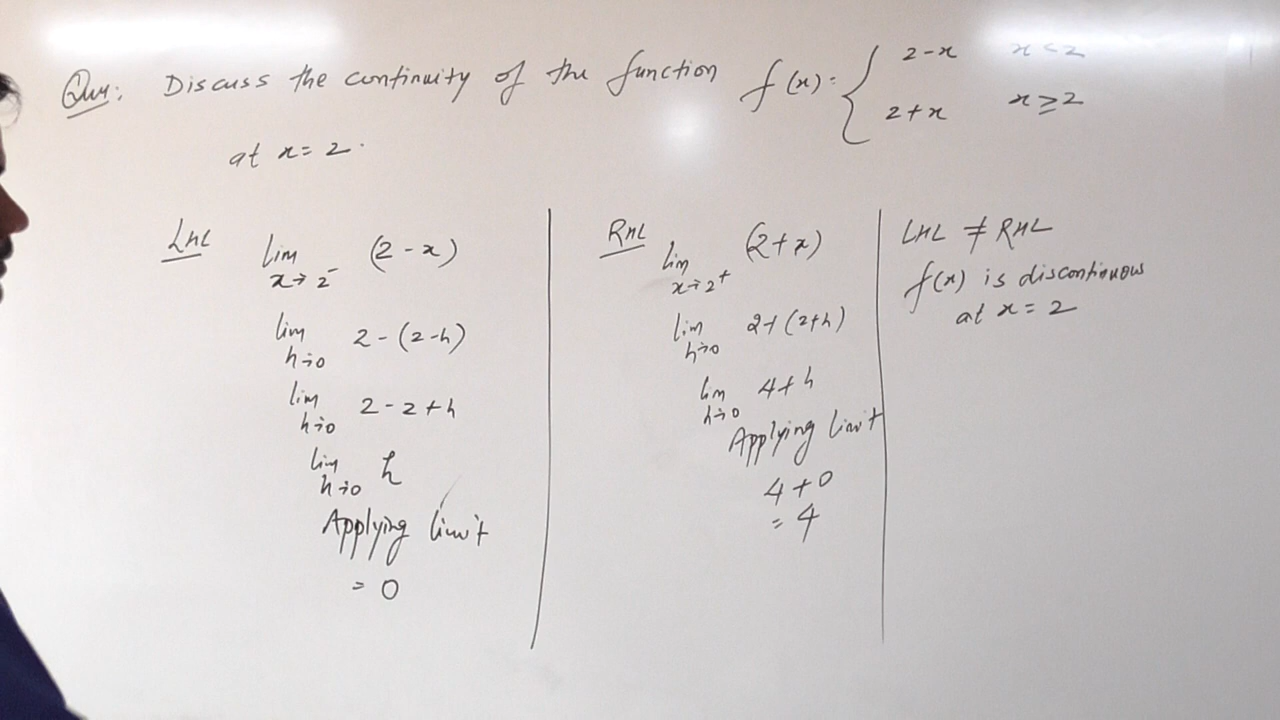 Ques: Discuss the continuity of the function f(x) = { 2-x x<2
2+x x≥2
at x = 2.
LHL lim x→2⁻ (2-x)
lim h→0 2-(2-h)
lim h→0 2-2+h
lim h→0 h
Applying limit
= 0
RHL lim x→2⁺ (2+x)
lim h→0 2+(2+h)
lim h→0 4+h
Applying limit
4+0
= 4
LHL ≠ RHL
f(x) is discontinuous
at x = 2